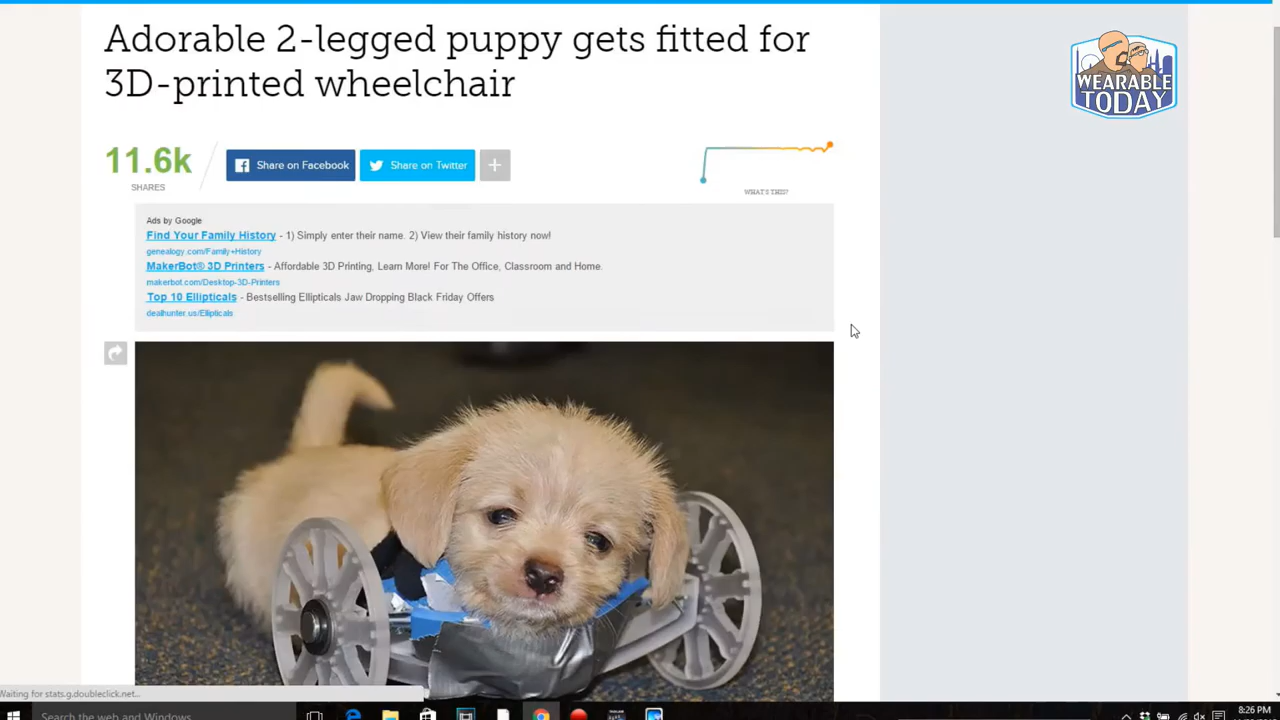 Adorable 2-legged puppy gets fitted for
3D-printed wheelchair
WEARABLE
TODAY
11.6k
SHARES
Share on Facebook
Share on Twitter
+
WHAT'S THIS?
Ads by Google
Find Your Family History - 1) Simply enter their name. 2) View their family history now!
genealogy.com/Family+History
MakerBot® 3D Printers - Affordable 3D Printing, Learn More! For The Office, Classroom and Home.
makerbot.com/Desktop-3D-Printers
Top 10 Ellipticals - Bestselling Ellipticals Jaw Dropping Black Friday Offers
dealhunter.us/Ellipticals
Waiting for stats.g.doubleclick.net...
Search the web and Windows
8:26 PM